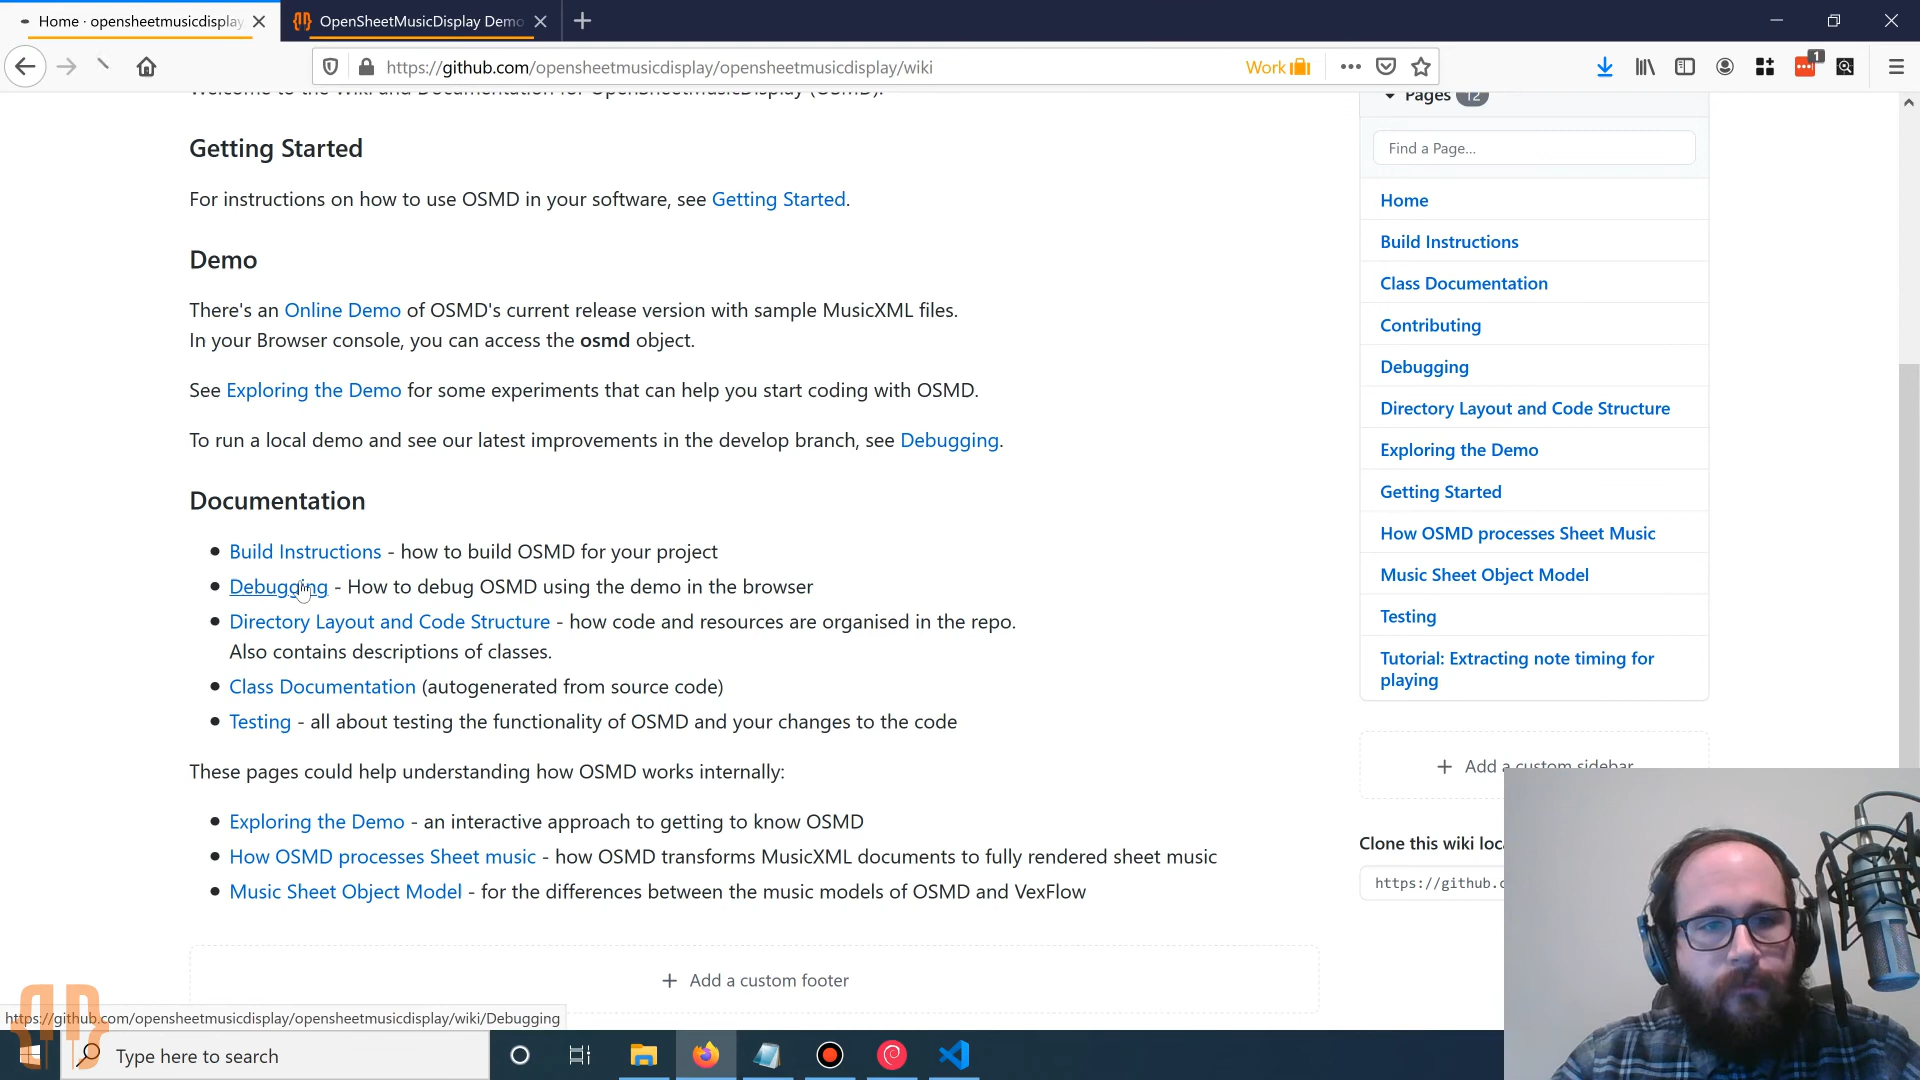 Home · opensheetmusicdisplay
OpenSheetMusicDisplay Demo
https://github.com/opensheetmusicdisplay/opensheetmusicdisplay/wiki
Work
1
Welcome to the Wiki and Documentation for OpenSheetMusicDisplay (OSMD).
Getting Started
For instructions on how to use OSMD in your software, see Getting Started.
Demo
There's an Online Demo of OSMD's current release version with sample MusicXML files.
In your Browser console, you can access the osmd object.
See Exploring the Demo for some experiments that can help you start coding with OSMD.
To run a local demo and see our latest improvements in the develop branch, see Debugging.
Documentation
Build Instructions - how to build OSMD for your project
Debugging - How to debug OSMD using the demo in the browser
Directory Layout and Code Structure - how code and resources are organised in the repo.
Also contains descriptions of classes.
Class Documentation (autogenerated from source code)
Testing - all about testing the functionality of OSMD and your changes to the code
These pages could help understanding how OSMD works internally:
Exploring the Demo - an interactive approach to getting to know OSMD
How OSMD processes Sheet music - how OSMD transforms MusicXML documents to fully rendered sheet music
Music Sheet Object Model - for the differences between the music models of OSMD and VexFlow
+ Add a custom footer
Pages 12
Find a Page...
Home
Build Instructions
Class Documentation
Contributing
Debugging
Directory Layout and Code Structure
Exploring the Demo
Getting Started
How OSMD processes Sheet Music
Music Sheet Object Model
Testing
Tutorial: Extracting note timing for
playing
+ Add a custom sidebar
Clone this wiki loc
https://github.c
https://github.com/opensheetmusicdisplay/opensheetmusicdisplay/wiki/Debugging
Type here to search